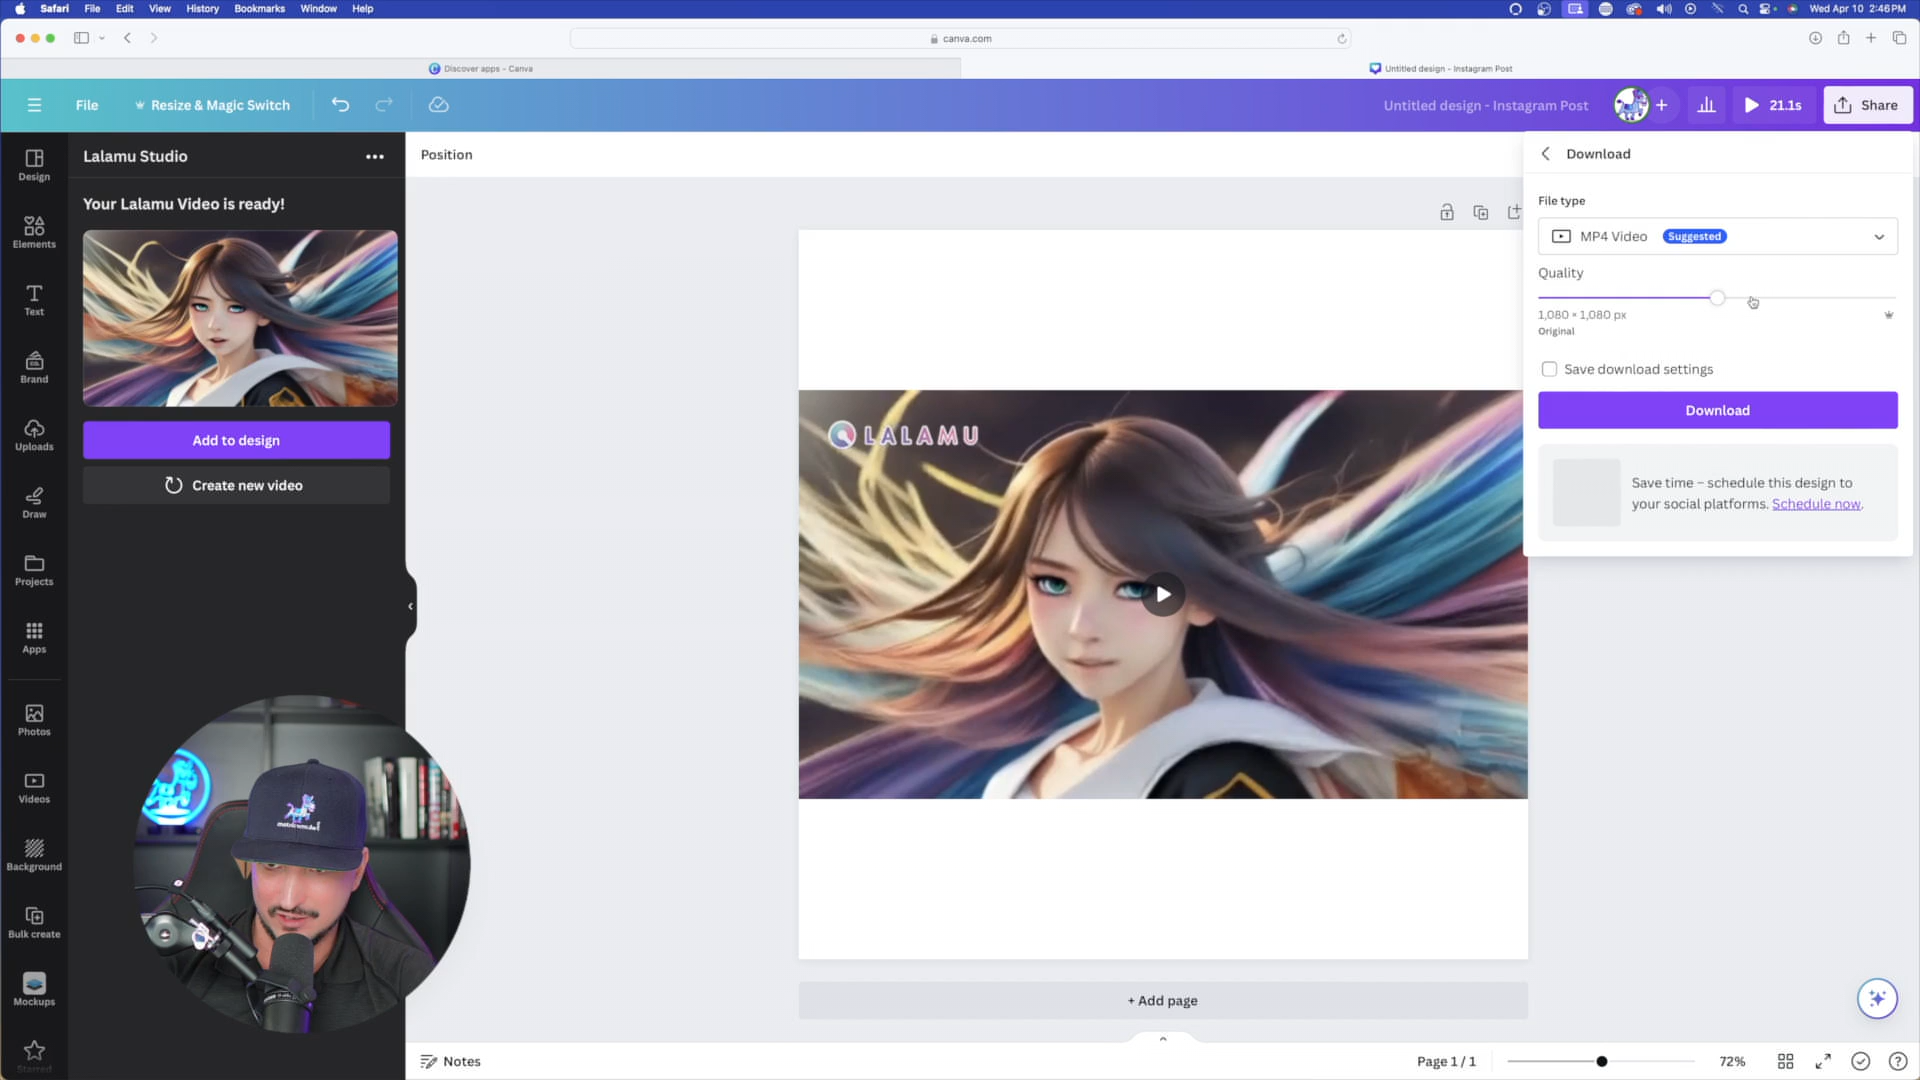 Safari File Edit View History Bookmarks Window Help
Wed Apr 10 2:46PM
canva.com
Discover apps - Canva
Untitled design - Instagram Post
File
Resize & Magic Switch
Untitled design - Instagram Post
21.1s
Share
Design
Elements
Text
Brand
Uploads
Draw
Projects
Apps
Photos
Videos
Background
Bulk create
Mockups
Starred
Lalamu Studio
Your Lalamu Video is ready!
Add to design
Create new video
Position
LALAMU
+ Add page
Download
File type
MP4 Video Suggested
Quality
1,080 × 1,080 px
Original
Save download settings
Download
Save time – schedule this design to
your social platforms. Schedule now.
Notes
Page 1 / 1
72%